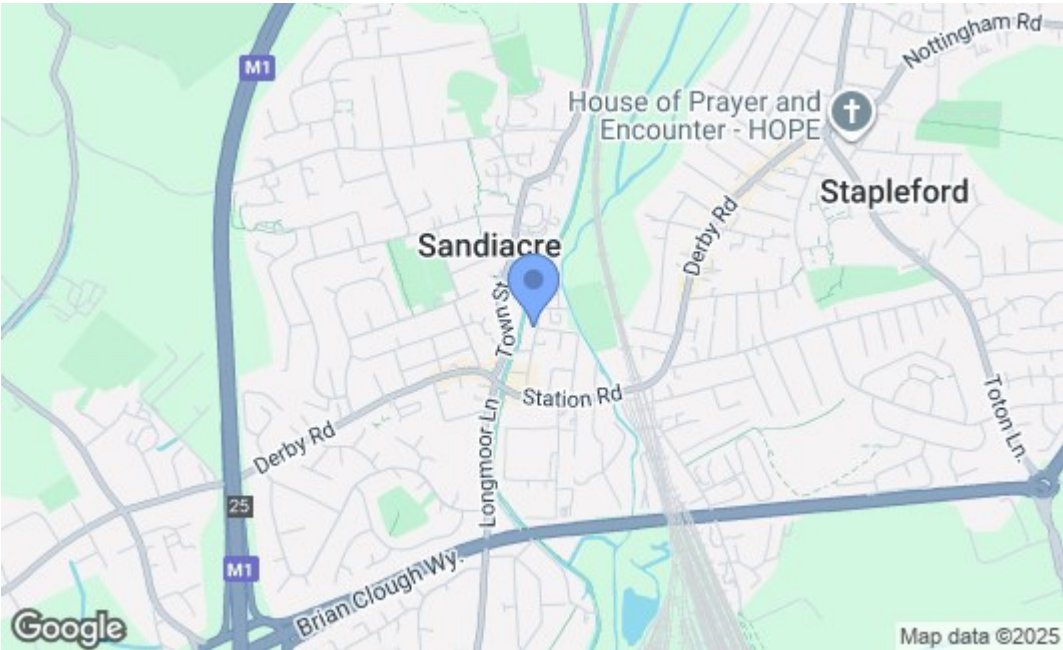 M1
Nottingham Rd
House of Prayer and
Encounter - HOPE
Stapleford
Derby Rd
Sandiacre
Town St
Station Rd
Toton Ln.
Derby Rd
Longmoor Ln
25
M1
Brian Clough Wy.
Google
Map data ©2025